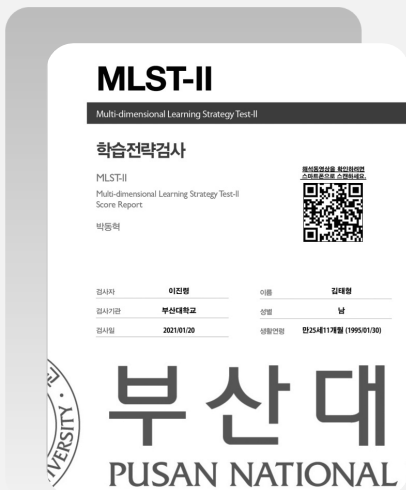 MLST-II
Multi-dimensional Learning Strategy Test-II
학습전략검사
MLST-II
Multi-dimensional Learning Strategy Test-II
Score Report
박동혁
해석동영상을 확인하려면
스마트폰으로 스캔하세요.
검사자 이진령 이름 김태형
검사기관 부산대학교 성별 남
검사일 2021/01/20 생활연령 만25세11개월 (1995/01/30)
VERSITY
부산대
PUSAN NATIONAL